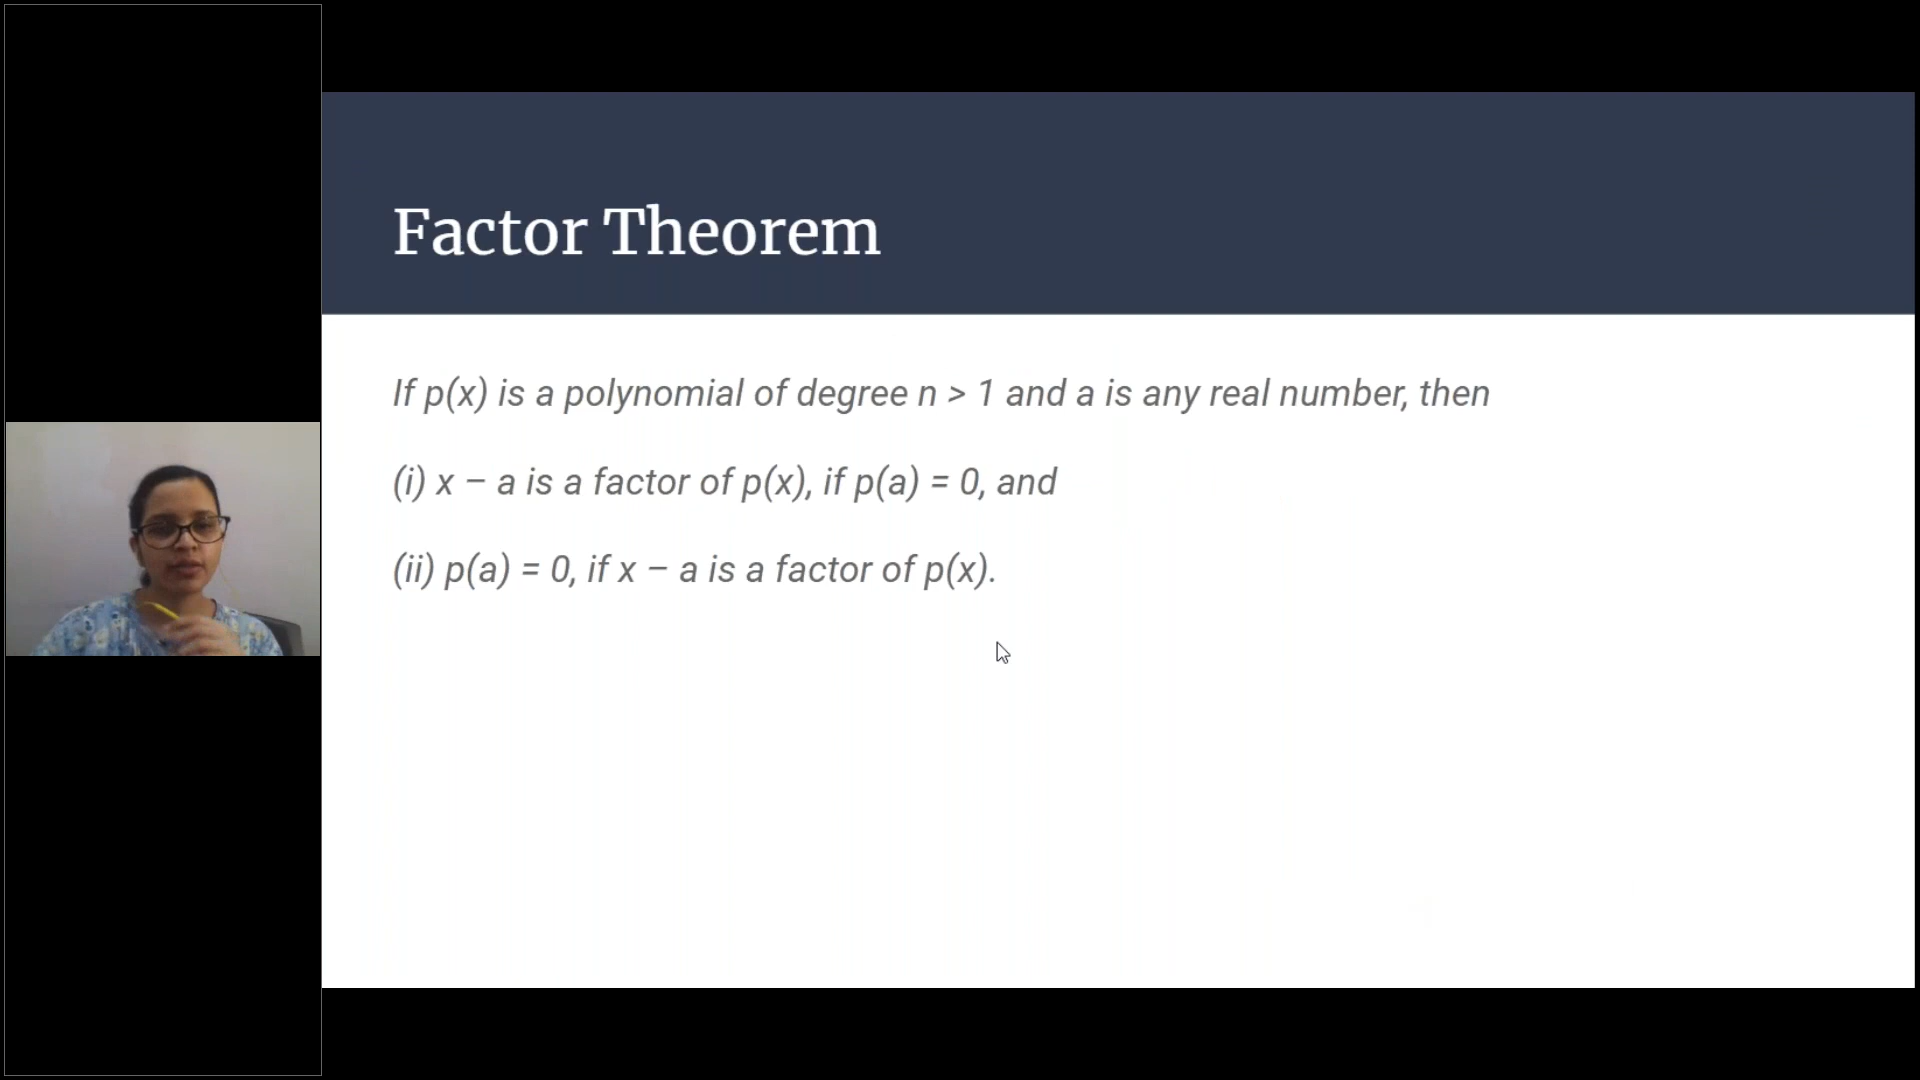 Factor Theorem
If p(x) is a polynomial of degree n > 1 and a is any real number, then
(i) x – a is a factor of p(x), if p(a) = 0, and
(ii) p(a) = 0, if x – a is a factor of p(x).